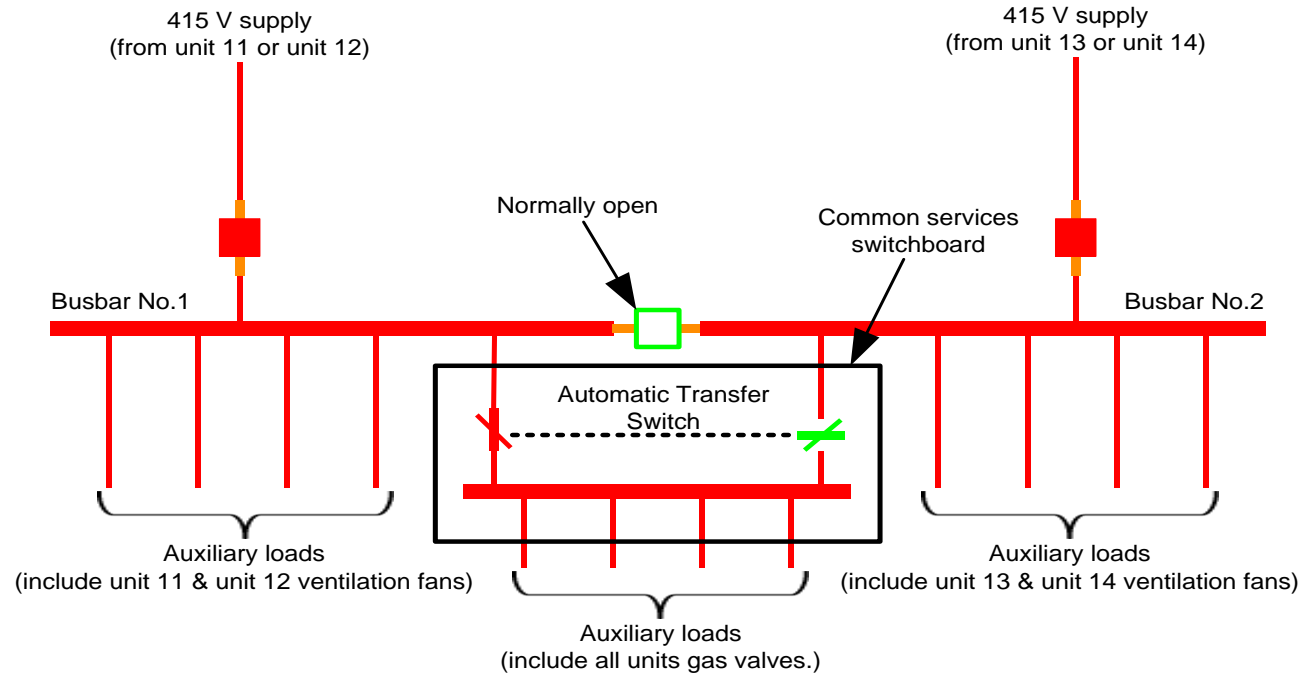 415 V supply
(from unit 11 or unit 12)
415 V supply
(from unit 13 or unit 14)
Normally open
Common services
switchboard
Busbar No.1
Busbar No.2
Automatic Transfer
Switch
Auxiliary loads
(include unit 11 & unit 12 ventilation fans)
Auxiliary loads
(include unit 13 & unit 14 ventilation fans)
Auxiliary loads
(include all units gas valves.)